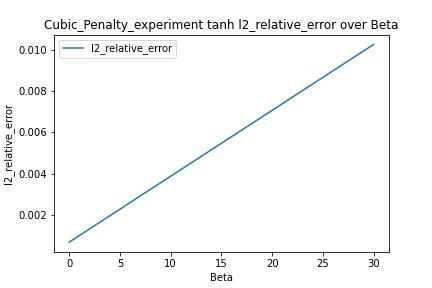 Cubic_Penalty_experiment tanh l2_relative_error over Beta
l2_relative_error
0.010
0.008
0.006
0.004
0.002
l2_relative_error
0 5 10 15 20 25 30
Beta